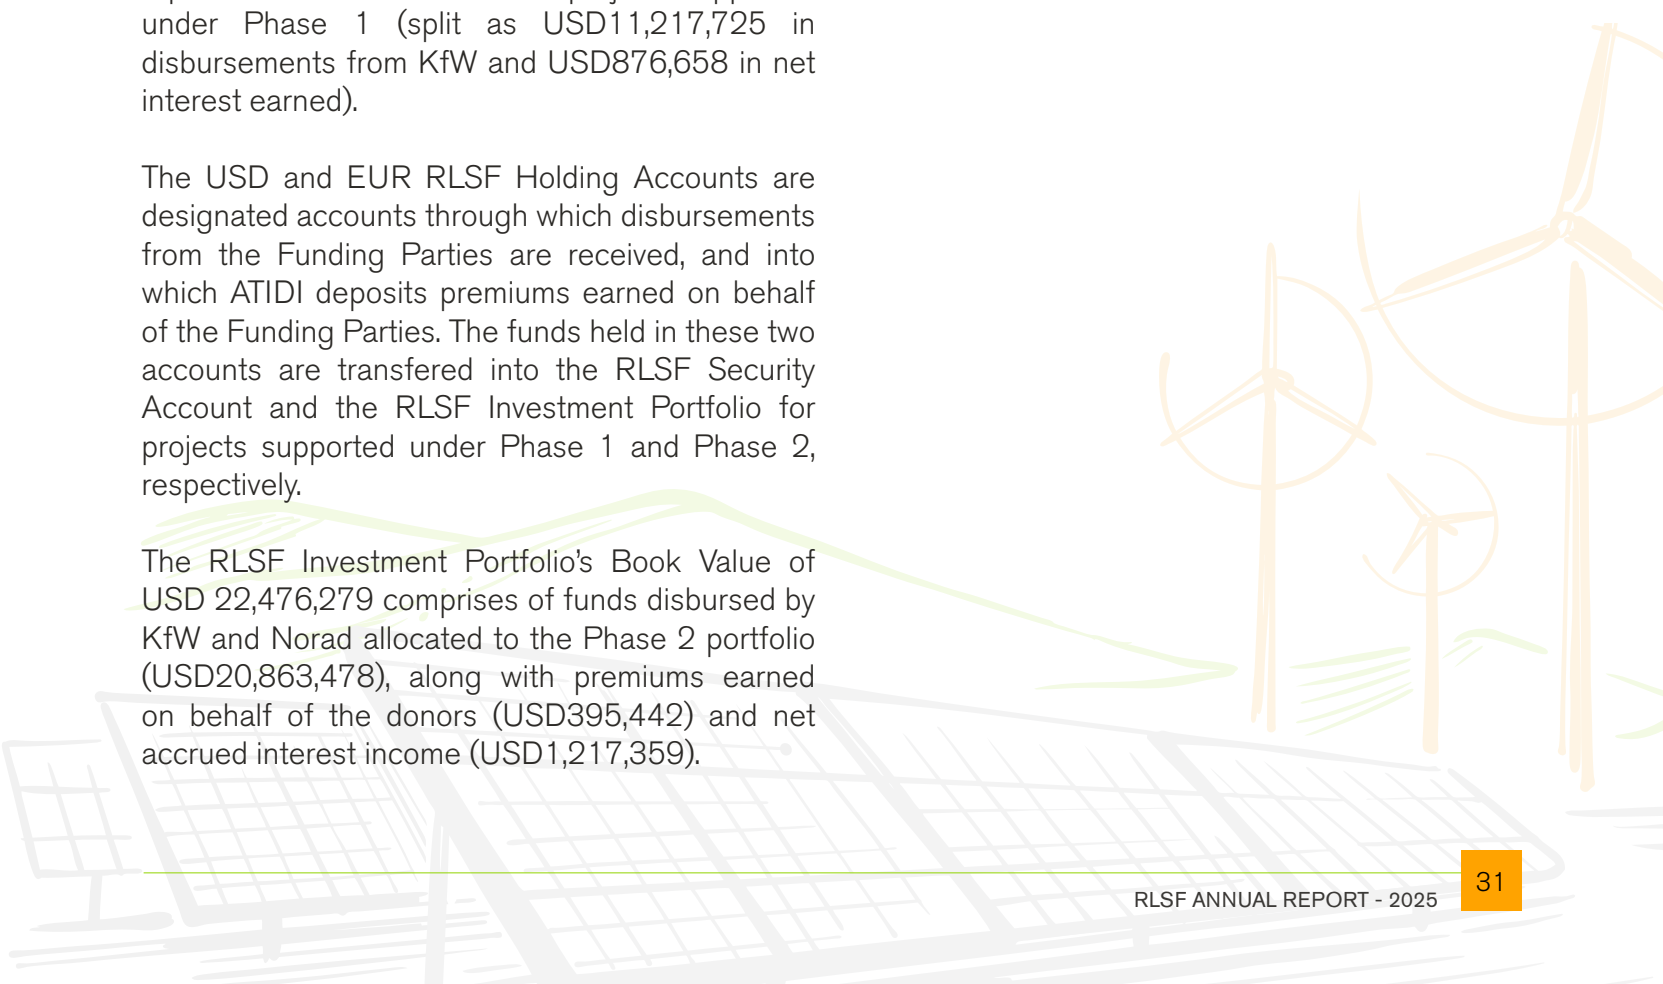 under Phase 1 (split as USD11,217,725 in
disbursements from KfW and USD876,658 in net
interest earned).
The USD and EUR RLSF Holding Accounts are
designated accounts through which disbursements
from the Funding Parties are received, and into
which ATIDI deposits premiums earned on behalf
of the Funding Parties. The funds held in these two
accounts are transfered into the RLSF Security
Account and the RLSF Investment Portfolio for
projects supported under Phase 1 and Phase 2,
respectively.
The RLSF Investment Portfolio’s Book Value of
USD 22,476,279 comprises of funds disbursed by
KfW and Norad allocated to the Phase 2 portfolio
(USD20,863,478), along with premiums earned
on behalf of the donors (USD395,442) and net
accrued interest income (USD1,217,359).
RLSF ANNUAL REPORT - 2025
31